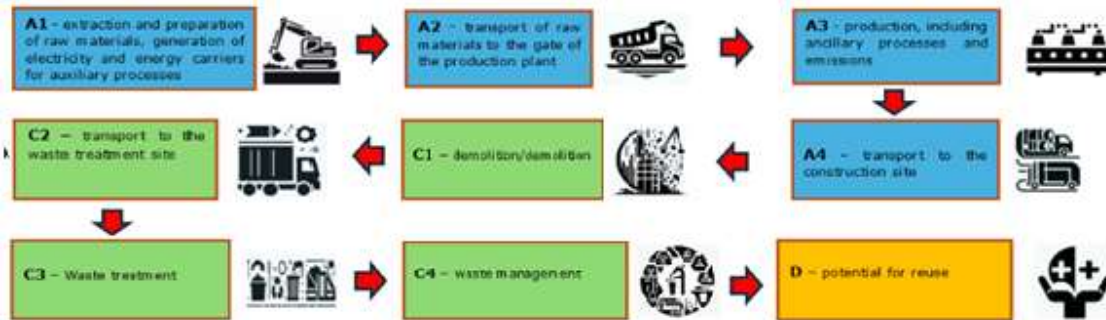 A1 - extraction and preparation
of raw materials, generation of
electricity and energy carriers
for auxiliary processes
A2 - transport of raw
materials to the gate of
the production plant
A3 - production, including
ancillary processes and
emissions
C2 – transport to the
waste treatment site
C1 – demolition/demolition
A4 – transport to the
construction site
C3 – Waste treatment
C4 – waste management
D – potential for reuse